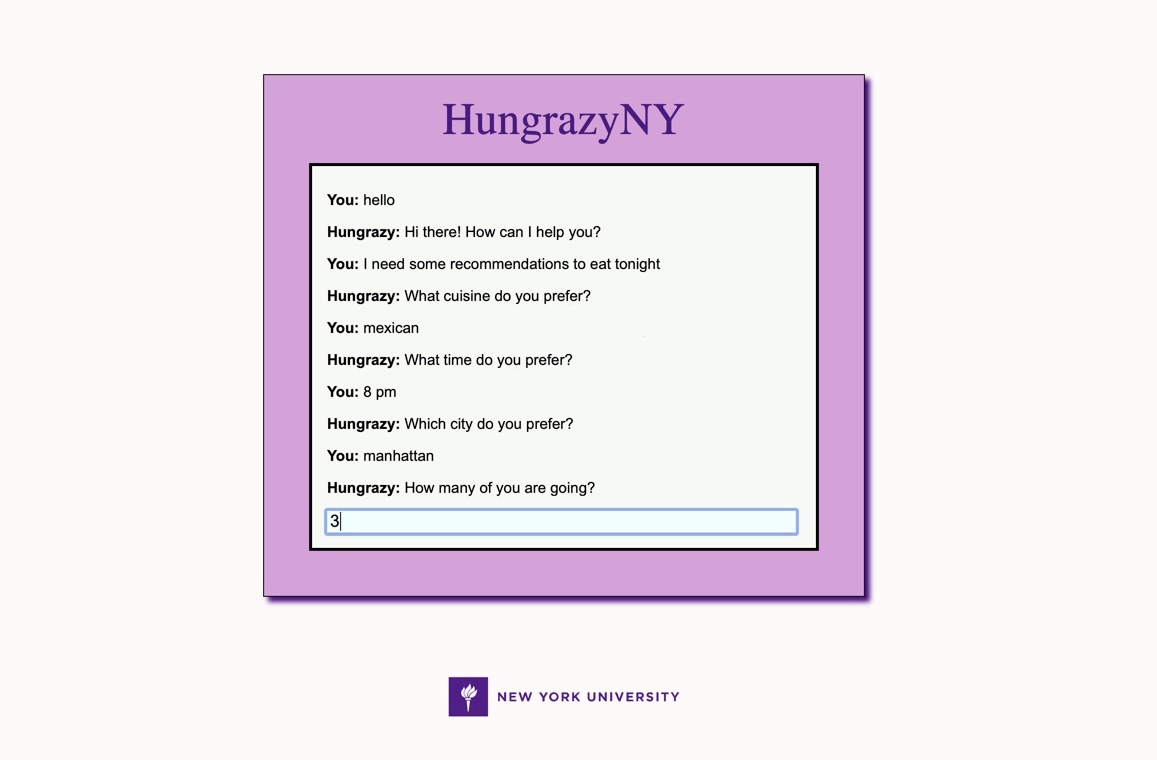 HungrazyNY
You: hello
Hungrazy: Hi there! How can I help you?
You: I need some recommendations to eat tonight
Hungrazy: What cuisine do you prefer?
You: mexican
Hungrazy: What time do you prefer?
You: 8 pm
Hungrazy: Which city do you prefer?
You: manhattan
Hungrazy: How many of you are going?
3
NEW YORK UNIVERSITY